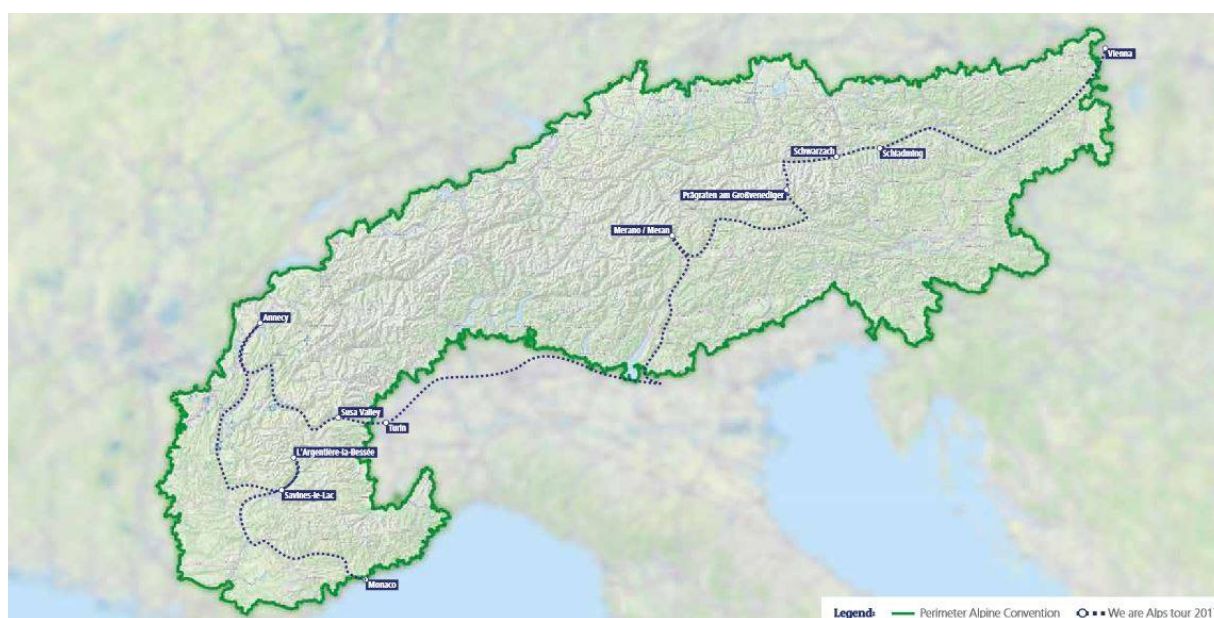 Vienna
Schwarzach
Schladming
Prägraten am Großvenediger
Merano / Meran
Annecy
Susa Valley
Turin
L'Argentière-la-Bessée
Savines-le-Lac
Monaco
Legend: Perimeter Alpine Convention We are Alps tour 201